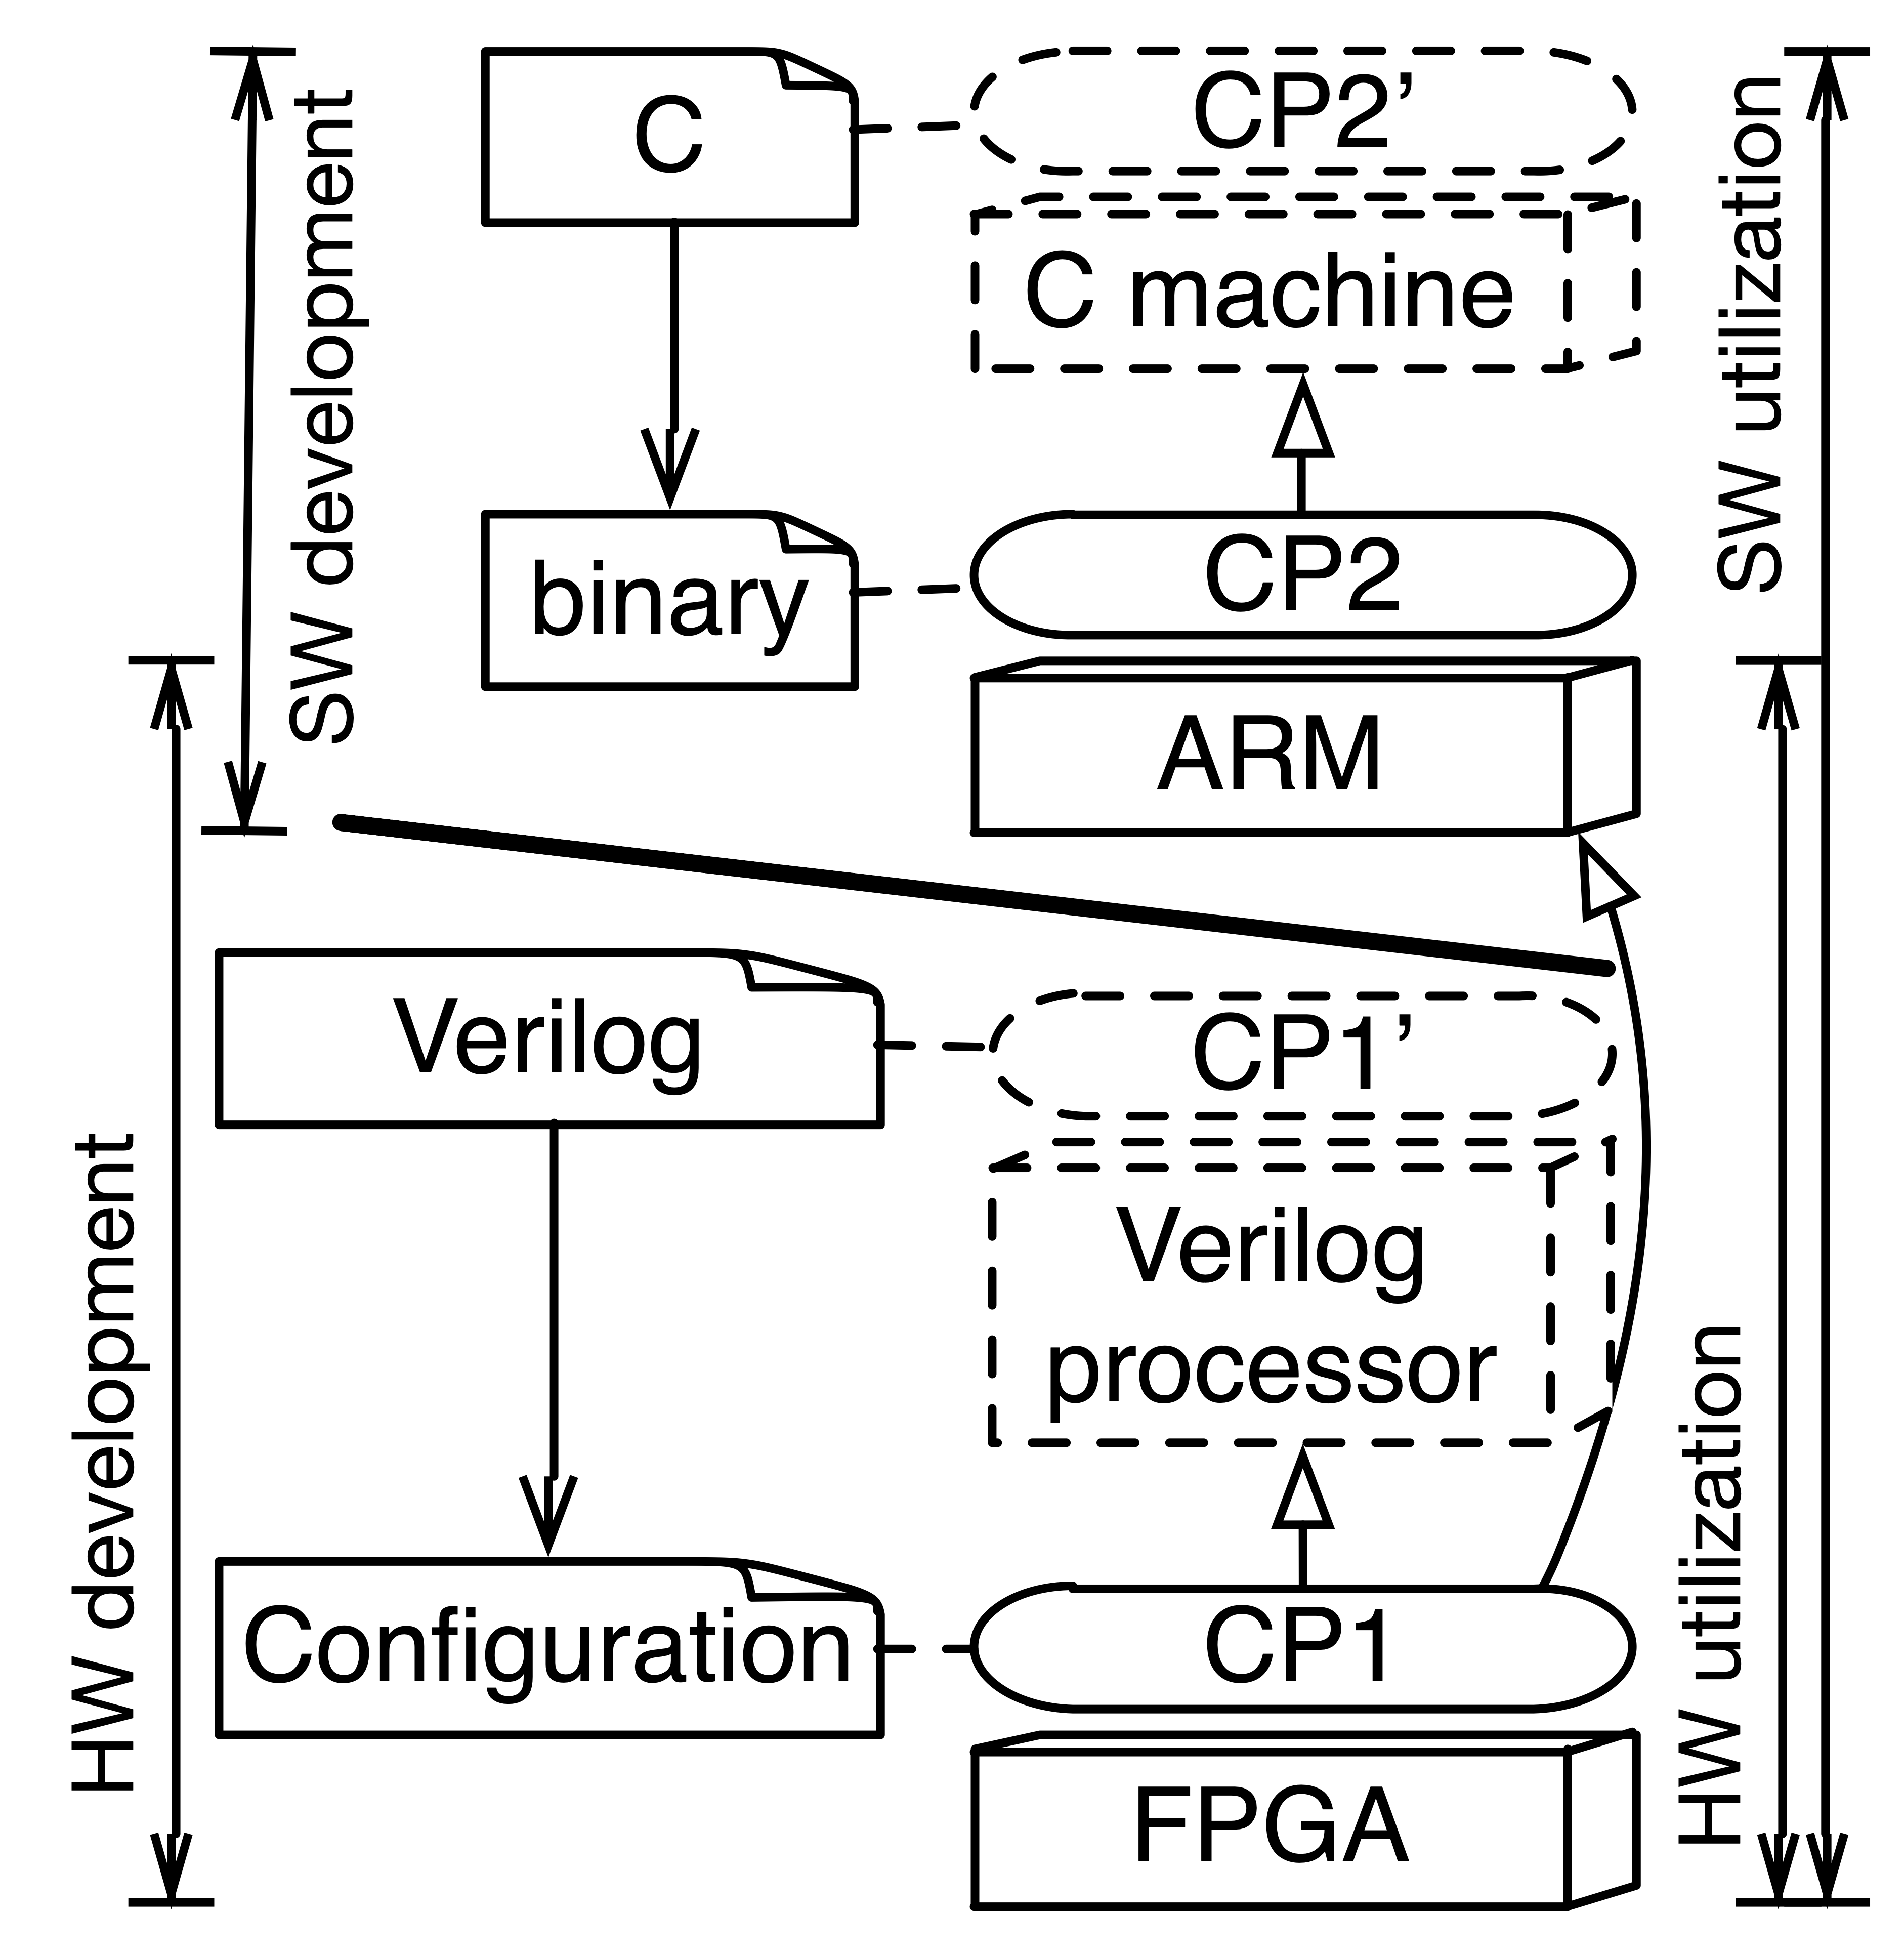 C
CP2’
C machine
SW development
SW utilization
binary
CP2
ARM
Verilog
CP1’
Verilog
processor
HW development
HW utilization
Configuration
CP1
FPGA